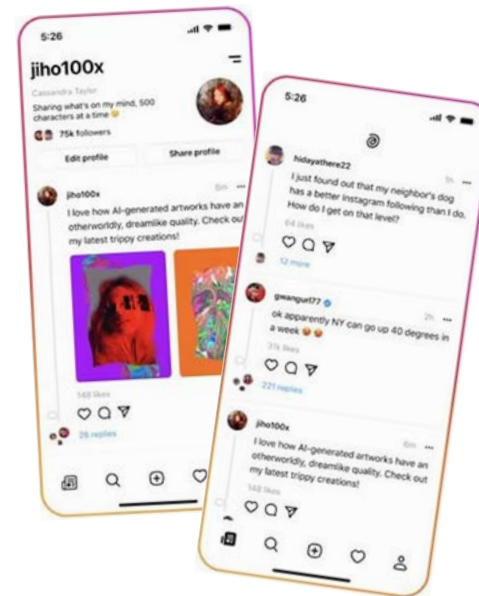 5:26
jiho100x
Cassandra Taylor
Sharing what's on my mind, 500
characters at a time
75k followers
Edit profile
Share profile
jiho100x
6m
I love how AI-generated artworks have an
otherworldly, dreamlike quality. Check out
my latest trippy creations!
148 likes
26 replies
5:26
hidayathere22
1h
I just found out that my neighbor's dog
has a better Instagram following than I do.
How do I get on that level?
64 likes
12 more
gwangurl77
2h
ok apparently NY can go up 40 degrees in
a week 🥵 🥵
37k likes
221 replies
jiho100x
6m
I love how AI-generated artworks have an
otherworldly, dreamlike quality. Check out
my latest trippy creations!
148 likes